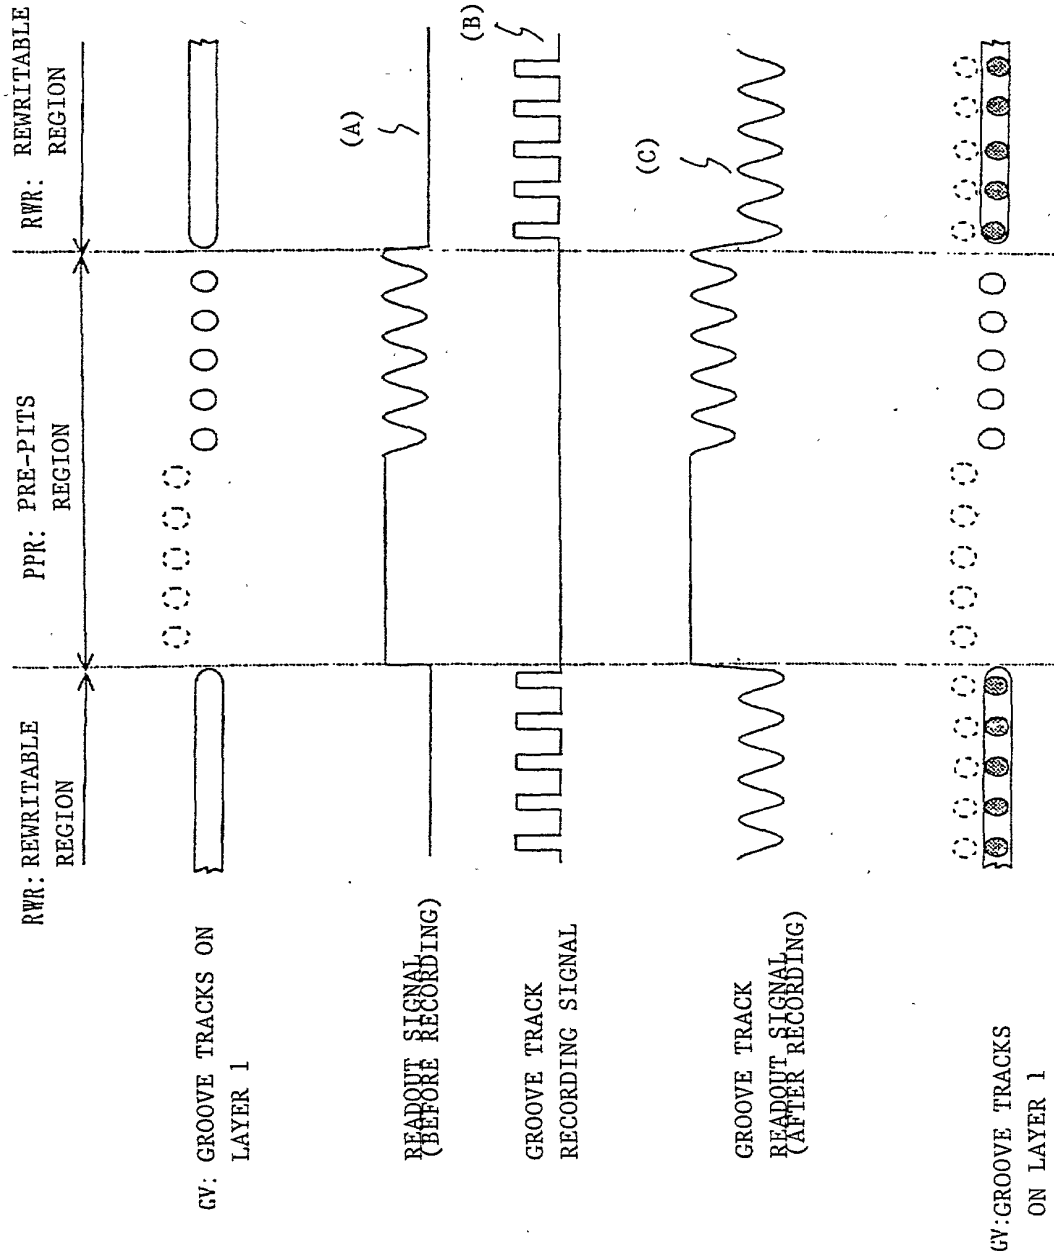 RWR: REWRITABLE
REGION
PPR: PRE-PITS
REGION
RWR: REWRITABLE
REGION
GV: GROOVE TRACKS ON
LAYER 1
(A)
READOUT SIGNAL
(BEFORE RECORDING)
(B)
GROOVE TRACK
RECORDING SIGNAL
(C)
GROOVE TRACK
READOUT SIGNAL
(AFTER RECORDING)
GV:GROOVE TRACKS
ON LAYER 1